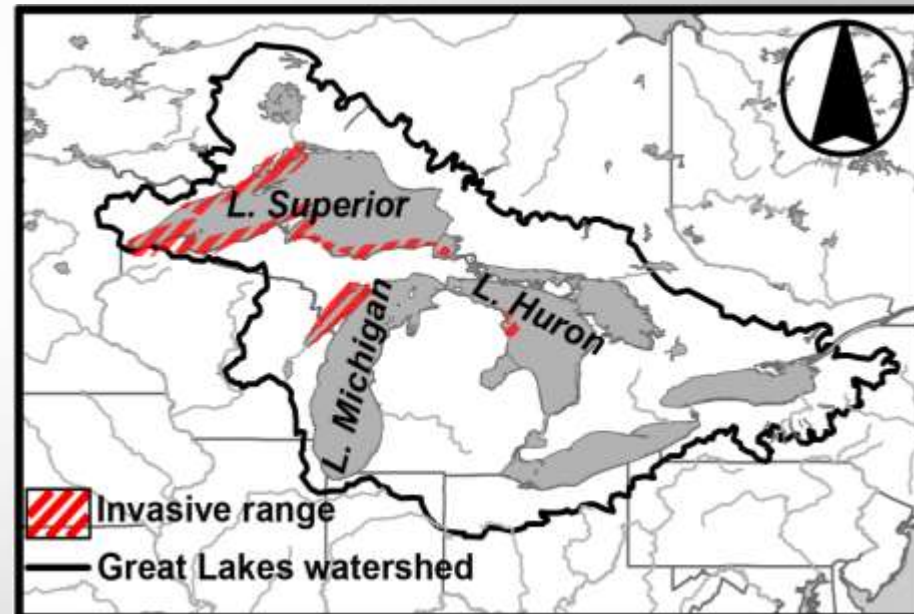 L. Superior
L. Huron
L. Michigan
Invasive range
Great Lakes watershed